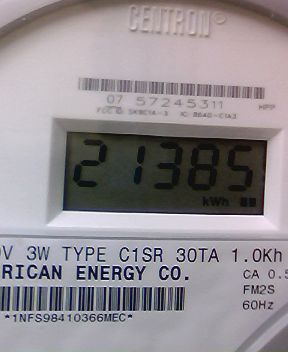 CENTRON®
07 57245311
21385
kWh
V 3W TYPE C1SR 30TA 1.0Kh
RICAN ENERGY CO.
CA 0.5
FM2S
60Hz
*1NFS98410366MEC*